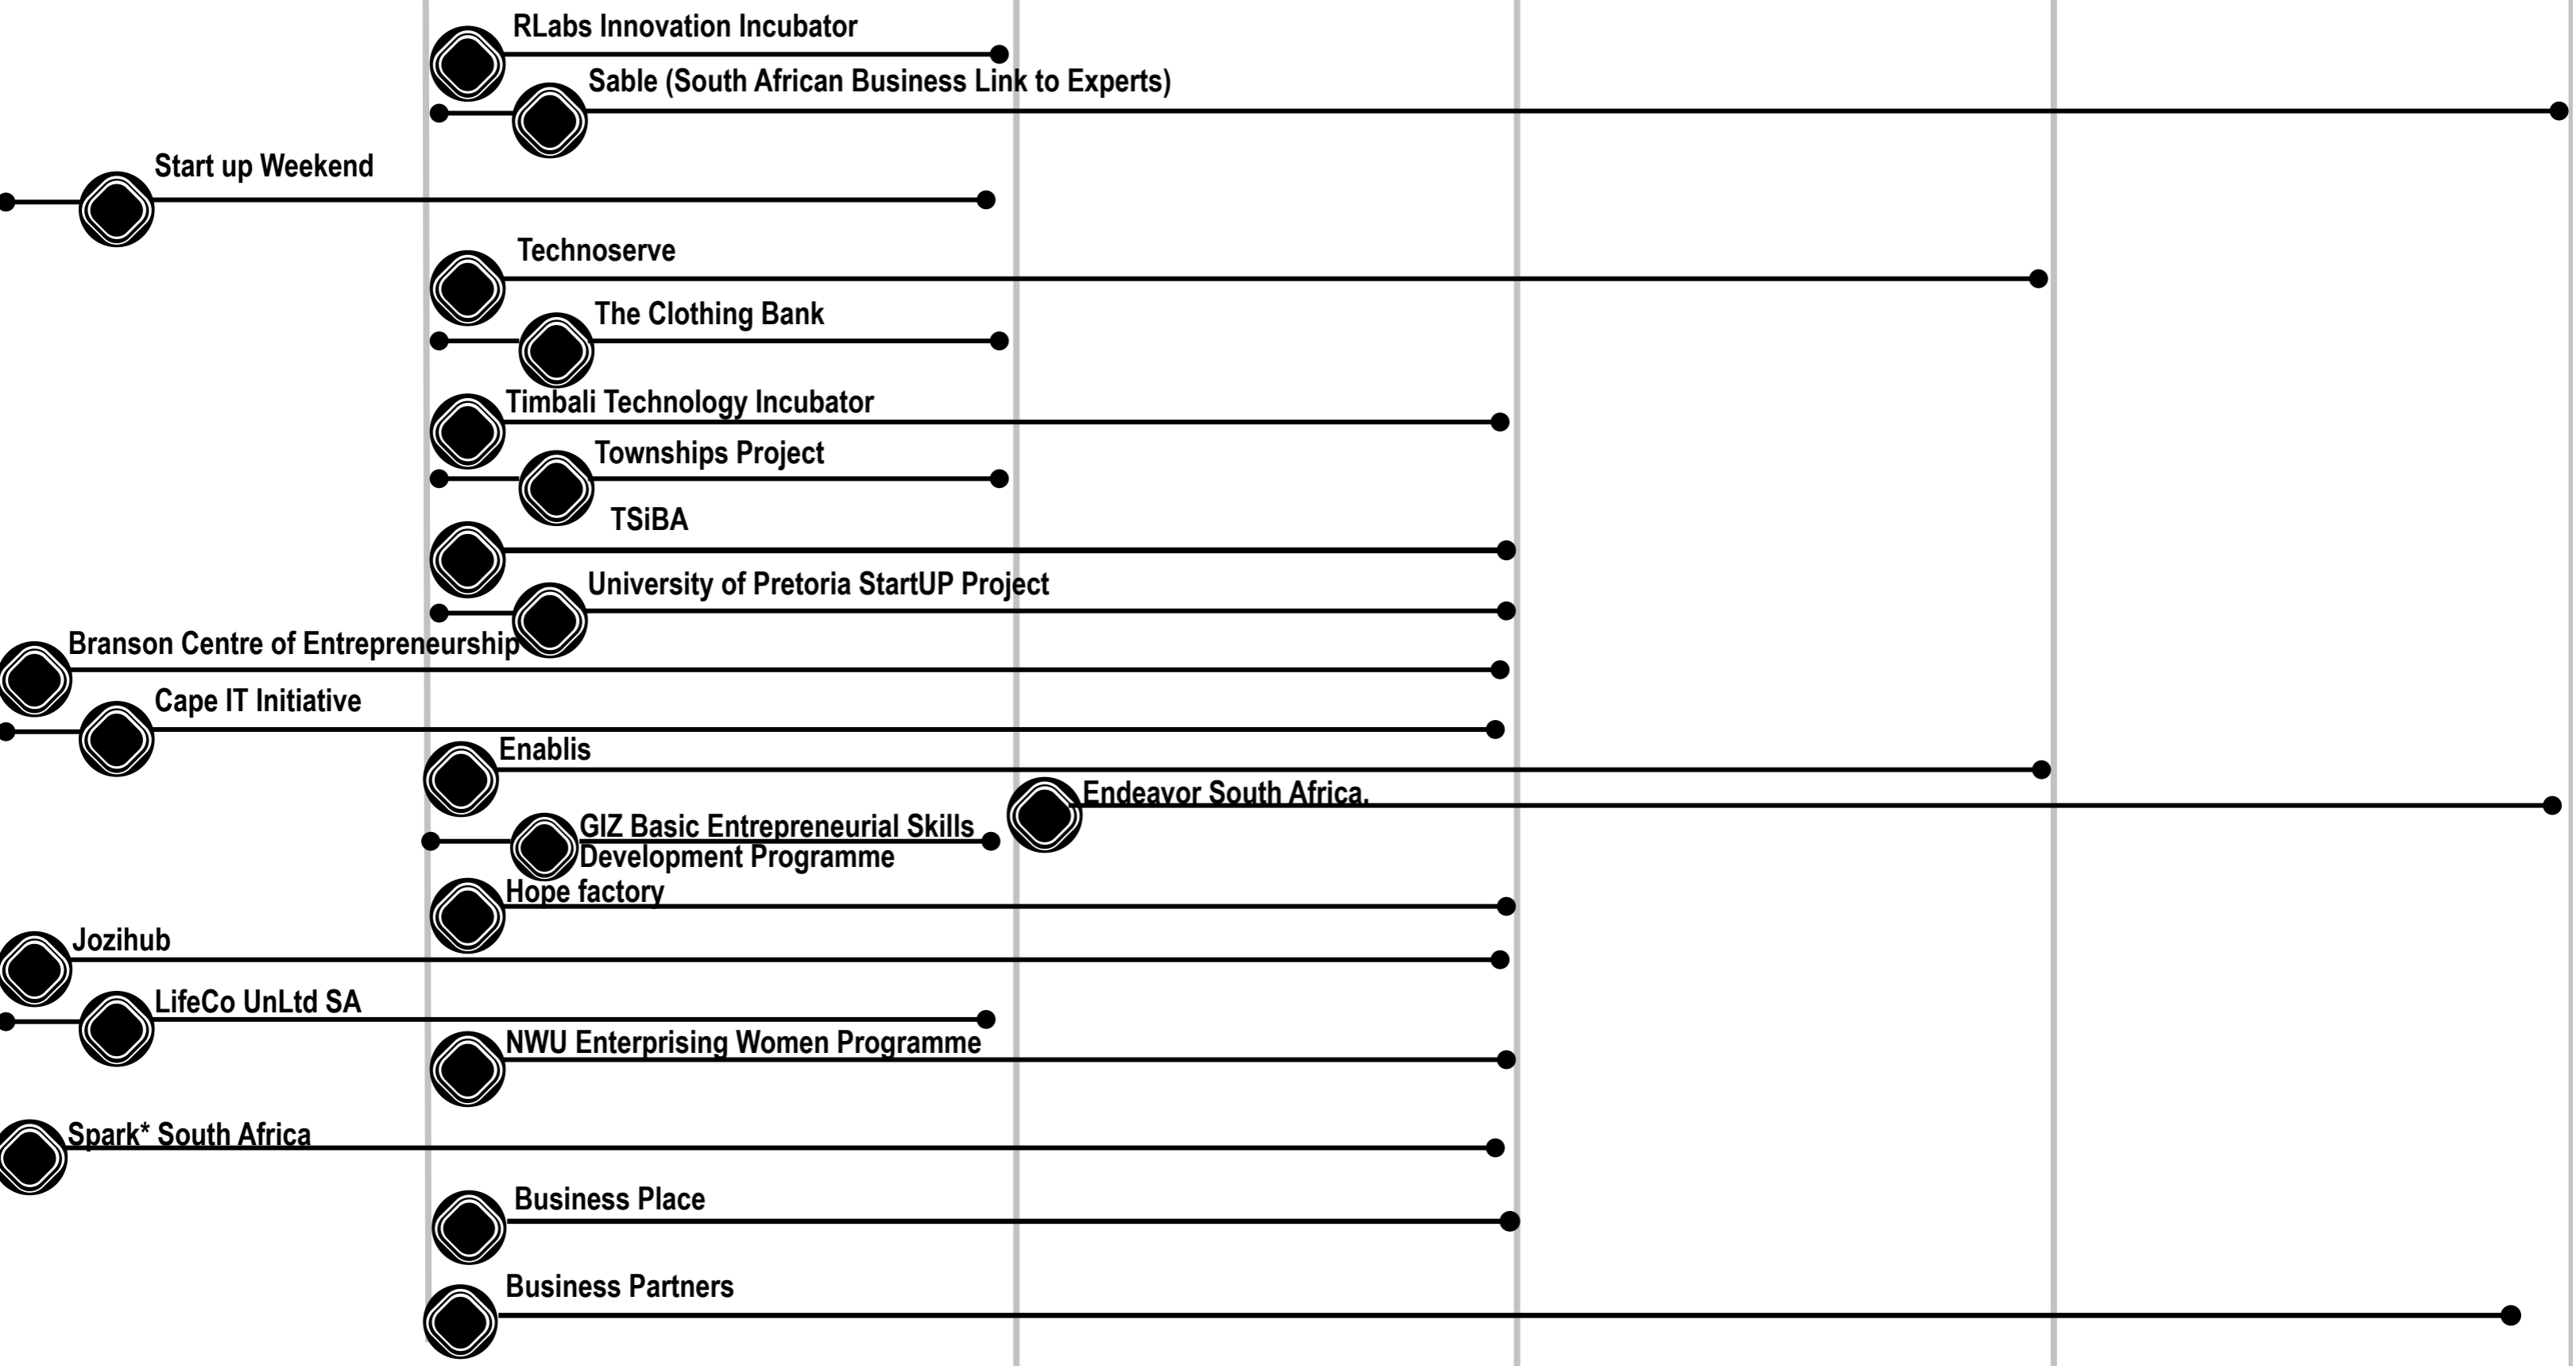 RLabs Innovation Incubator
Sable (South African Business Link to Experts)
Start up Weekend
Technoserve
The Clothing Bank
Timbali Technology Incubator
Townships Project
TSiBA
University of Pretoria StartUP Project
Branson Centre of Entrepreneurship
Cape IT Initiative
Enablis
Endeavor South Africa.
GIZ Basic Entrepreneurial Skills
Development Programme
Hope factory
Jozihub
LifeCo UnLtd SA
NWU Enterprising Women Programme
Spark* South Africa
Business Place
Business Partners